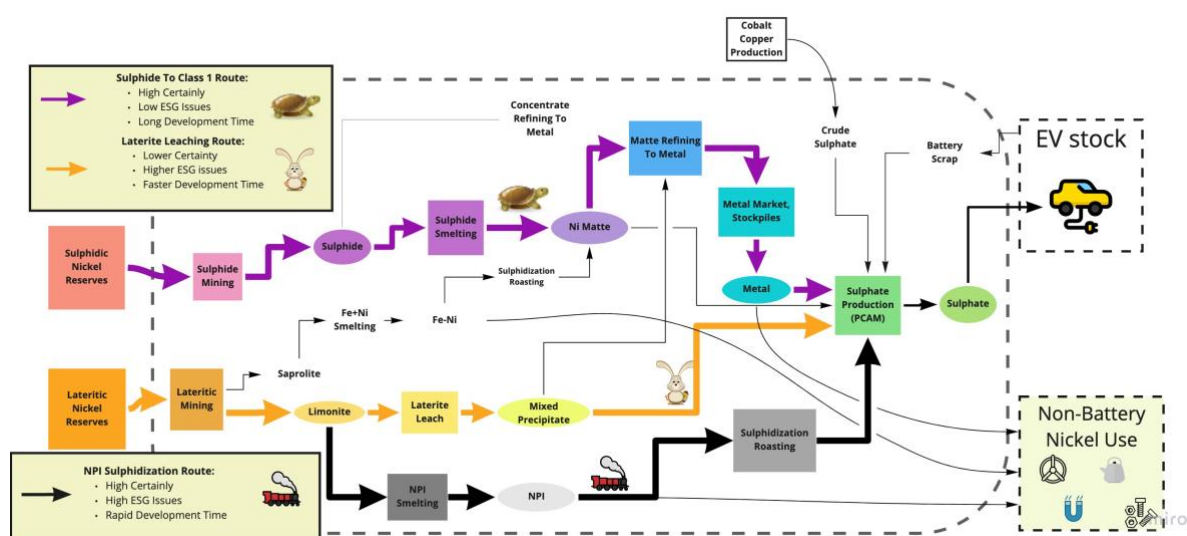 Cobalt
Copper
Production
Sulphide To Class 1 Route:
• High Certainly
• Low ESG Issues
• Long Development Time
Laterite Leaching Route:
• Lower Certainty
• Higher ESG issues
• Faster Development Time
Concentrate
Refining To
Metal
Matte Refining
To Metal
Crude
Sulphate
Battery
Scrap
EV stock
Sulphidic
Nickel
Reserves
Sulphide
Mining
Sulphide
Sulphide
Smelting
Ni Matte
Metal Market,
Stockpiles
Sulphidization
Roasting
Metal
Sulphate
Production
(PCAM)
Sulphate
Fe+Ni
Smelting
Fe-Ni
Saprolite
Lateritic
Nickel
Reserves
Lateritic
Mining
Limonite
Laterite
Leach
Mixed
Precipitate
Sulphidization
Roasting
Non-Battery
Nickel Use
NPI Sulphidization Route:
• High Certainly
• High ESG Issues
• Rapid Development Time
NPI
Smelting
NPI
miro